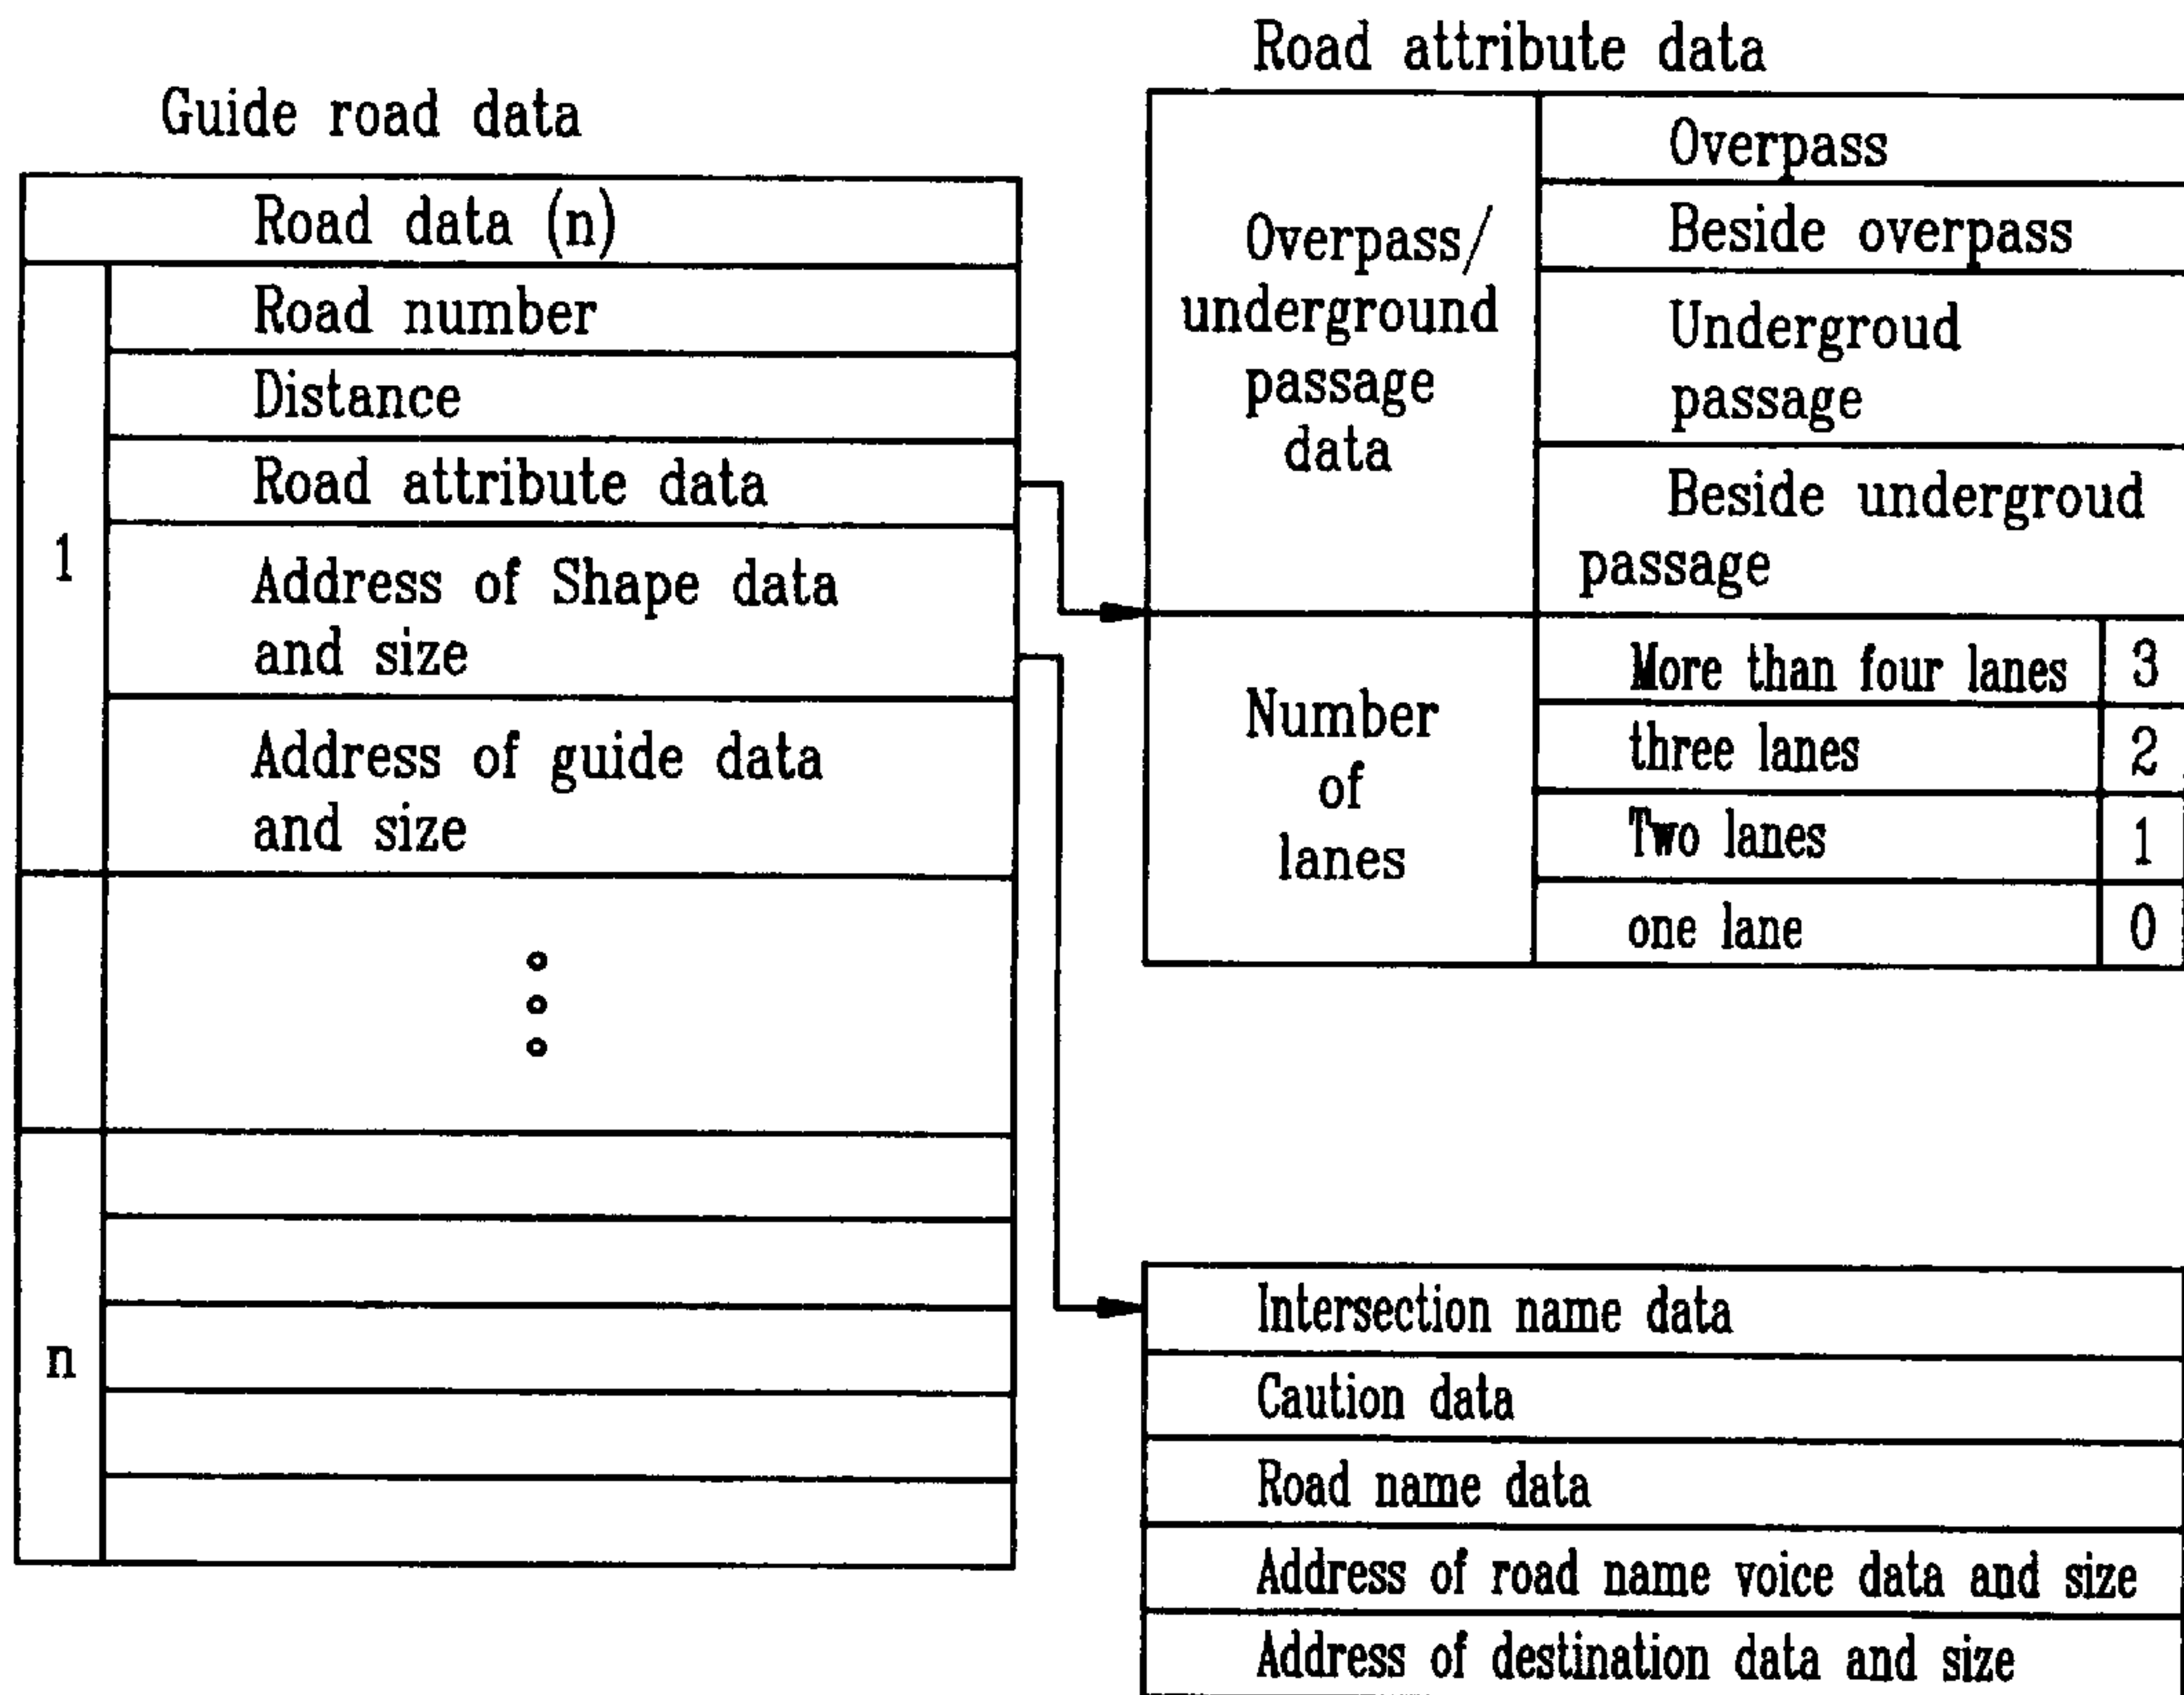 Guide road data
Road data (n)
1
Road number
Distance
Road attribute data
Address of Shape data
and size
Address of guide data
and size
n
Road attribute data
Overpass/
underground
passage
data
Overpass
Beside overpass
Undergroud
passage
Beside undergroud
passage
Number
of
lanes
More than four lanes 3
three lanes 2
Two lanes 1
one lane 0
Intersection name data
Caution data
Road name data
Address of road name voice data and size
Address of destination data and size